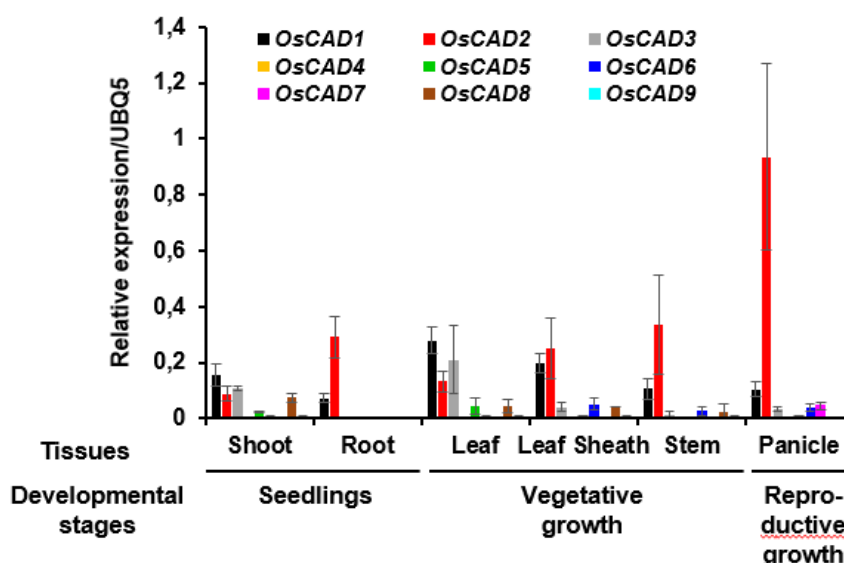 1,4
1,2
1
0,8
0,6
0,4
0,2
0
Relative expression/UBQ5
OsCAD1 OsCAD2 OsCAD3
OsCAD4 OsCAD5 OsCAD6
OsCAD7 OsCAD8 OsCAD9
Tissues Shoot Root Leaf Leaf Sheath Stem Panicle
Developmental stages
Seedlings
Vegetative growth
Repro-
ductive
growth